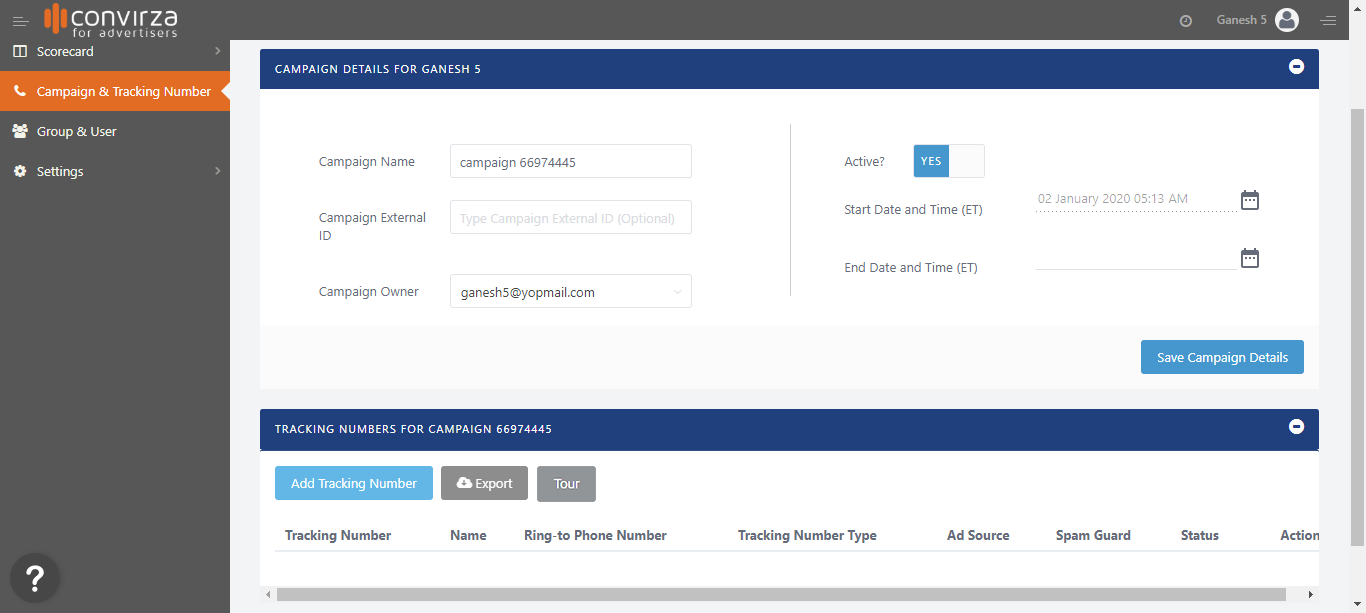 convirza
for advertisers
Ganesh 5
Scorecard
Campaign & Tracking Number
Group & User
Settings
?
CAMPAIGN DETAILS FOR GANESH 5
Campaign Name
campaign 66974445
Campaign External
ID
Type Campaign External ID (Optional)
Campaign Owner
ganesh5@yopmail.com
Active?
YES
Start Date and Time (ET)
02 January 2020 05:13 AM
End Date and Time (ET)
Save Campaign Details
TRACKING NUMBERS FOR CAMPAIGN 66974445
Add Tracking Number
Export
Tour
Tracking Number Name Ring-to Phone Number Tracking Number Type Ad Source Spam Guard Status Action